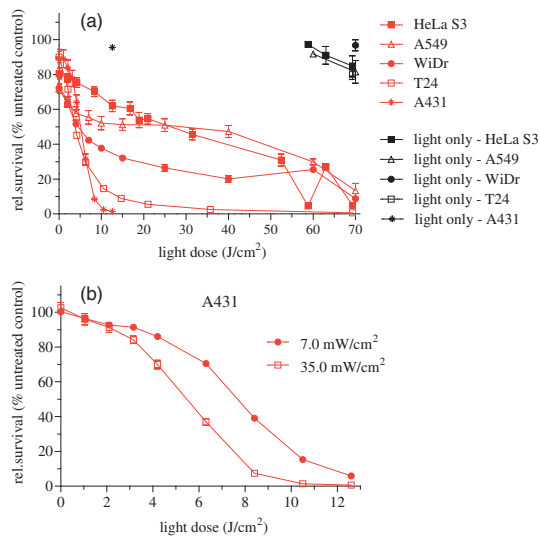 (a)
100
80
60
40
20
0
0 10 20 30 40 50 60 70
rel.survival (% untreated control)
light dose (J/cm²)
HeLa S3
A549
WiDr
T24
A431
light only - HeLa S3
light only - A549
light only - WiDr
light only - T24
light only - A431
(b)
A431
100
80
60
40
20
0
0 2 4 6 8 10 12
rel.survival (% untreated control)
light dose (J/cm²)
7.0 mW/cm²
35.0 mW/cm²